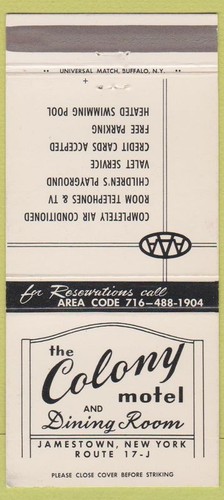 UNIVERSAL MATCH, BUFFALO, N.Y.
COMPLETELY AIR CONDITIONED
ROOM TELEPHONES & TV
CHILDREN'S PLAYGROUND
VALET SERVICE
CREDIT CARDS ACCEPTED
FREE PARKING
HEATED SWIMMING POOL
AAA
for Reservations call
AREA CODE 716-488-1904
the
Colony
motel
AND
Dining Room
JAMESTOWN, NEW YORK
ROUTE 17-J
PLEASE CLOSE COVER BEFORE STRIKING